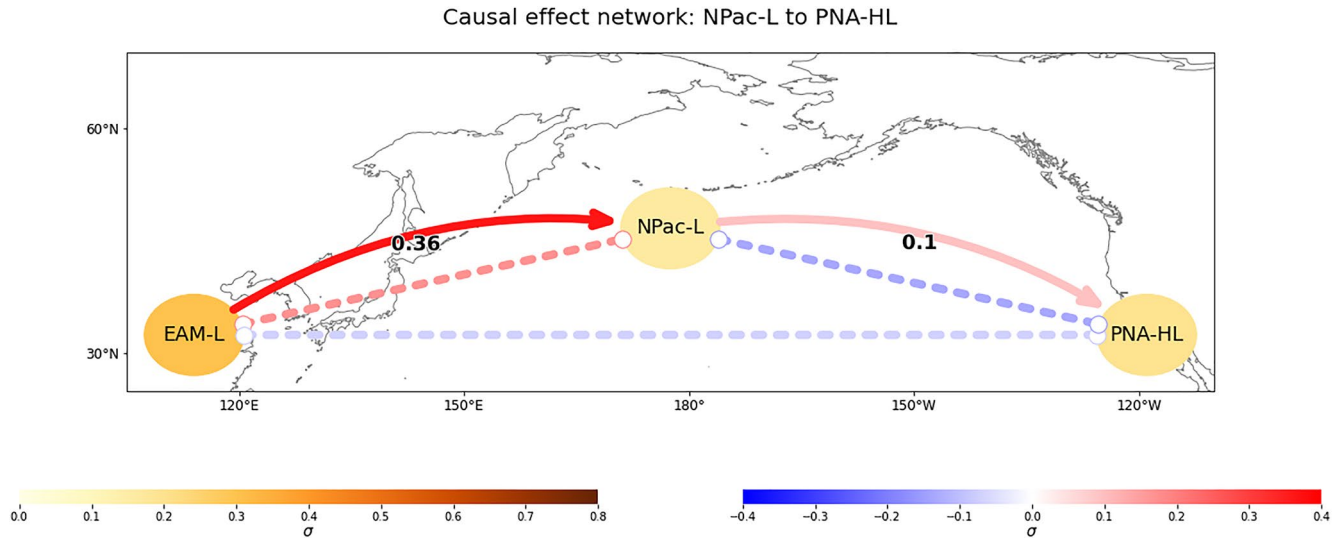 Causal effect network: NPac-L to PNA-HL
60°N
30°N
NPac-L
0.36
0.1
EAM-L
PNA-HL
120°E 150°E 180° 150°W 120°W
0.0 0.1 0.2 0.3 0.4 0.5 0.6 0.7 0.8
σ
−0.4 −0.3 −0.2 −0.1 0.0 0.1 0.2 0.3 0.4
σ